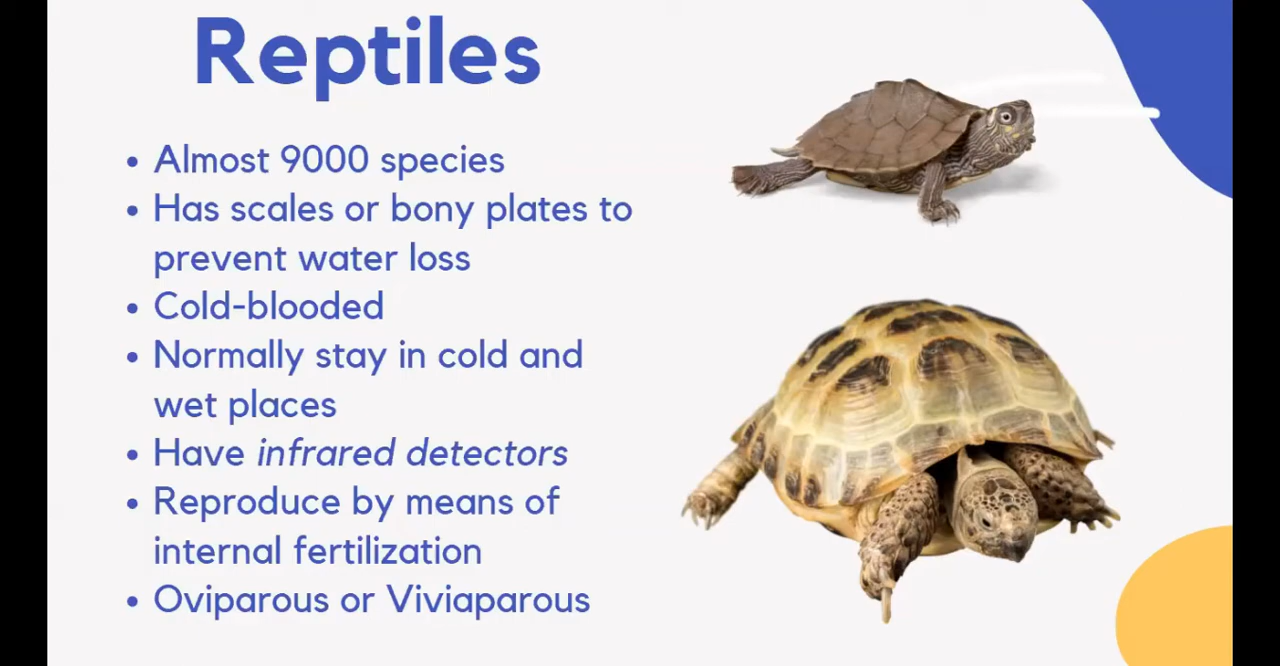 Reptiles
• Almost 9000 species
• Has scales or bony plates to
prevent water loss
• Cold-blooded
• Normally stay in cold and
wet places
• Have infrared detectors
• Reproduce by means of
internal fertilization
• Oviparous or Viviaparous